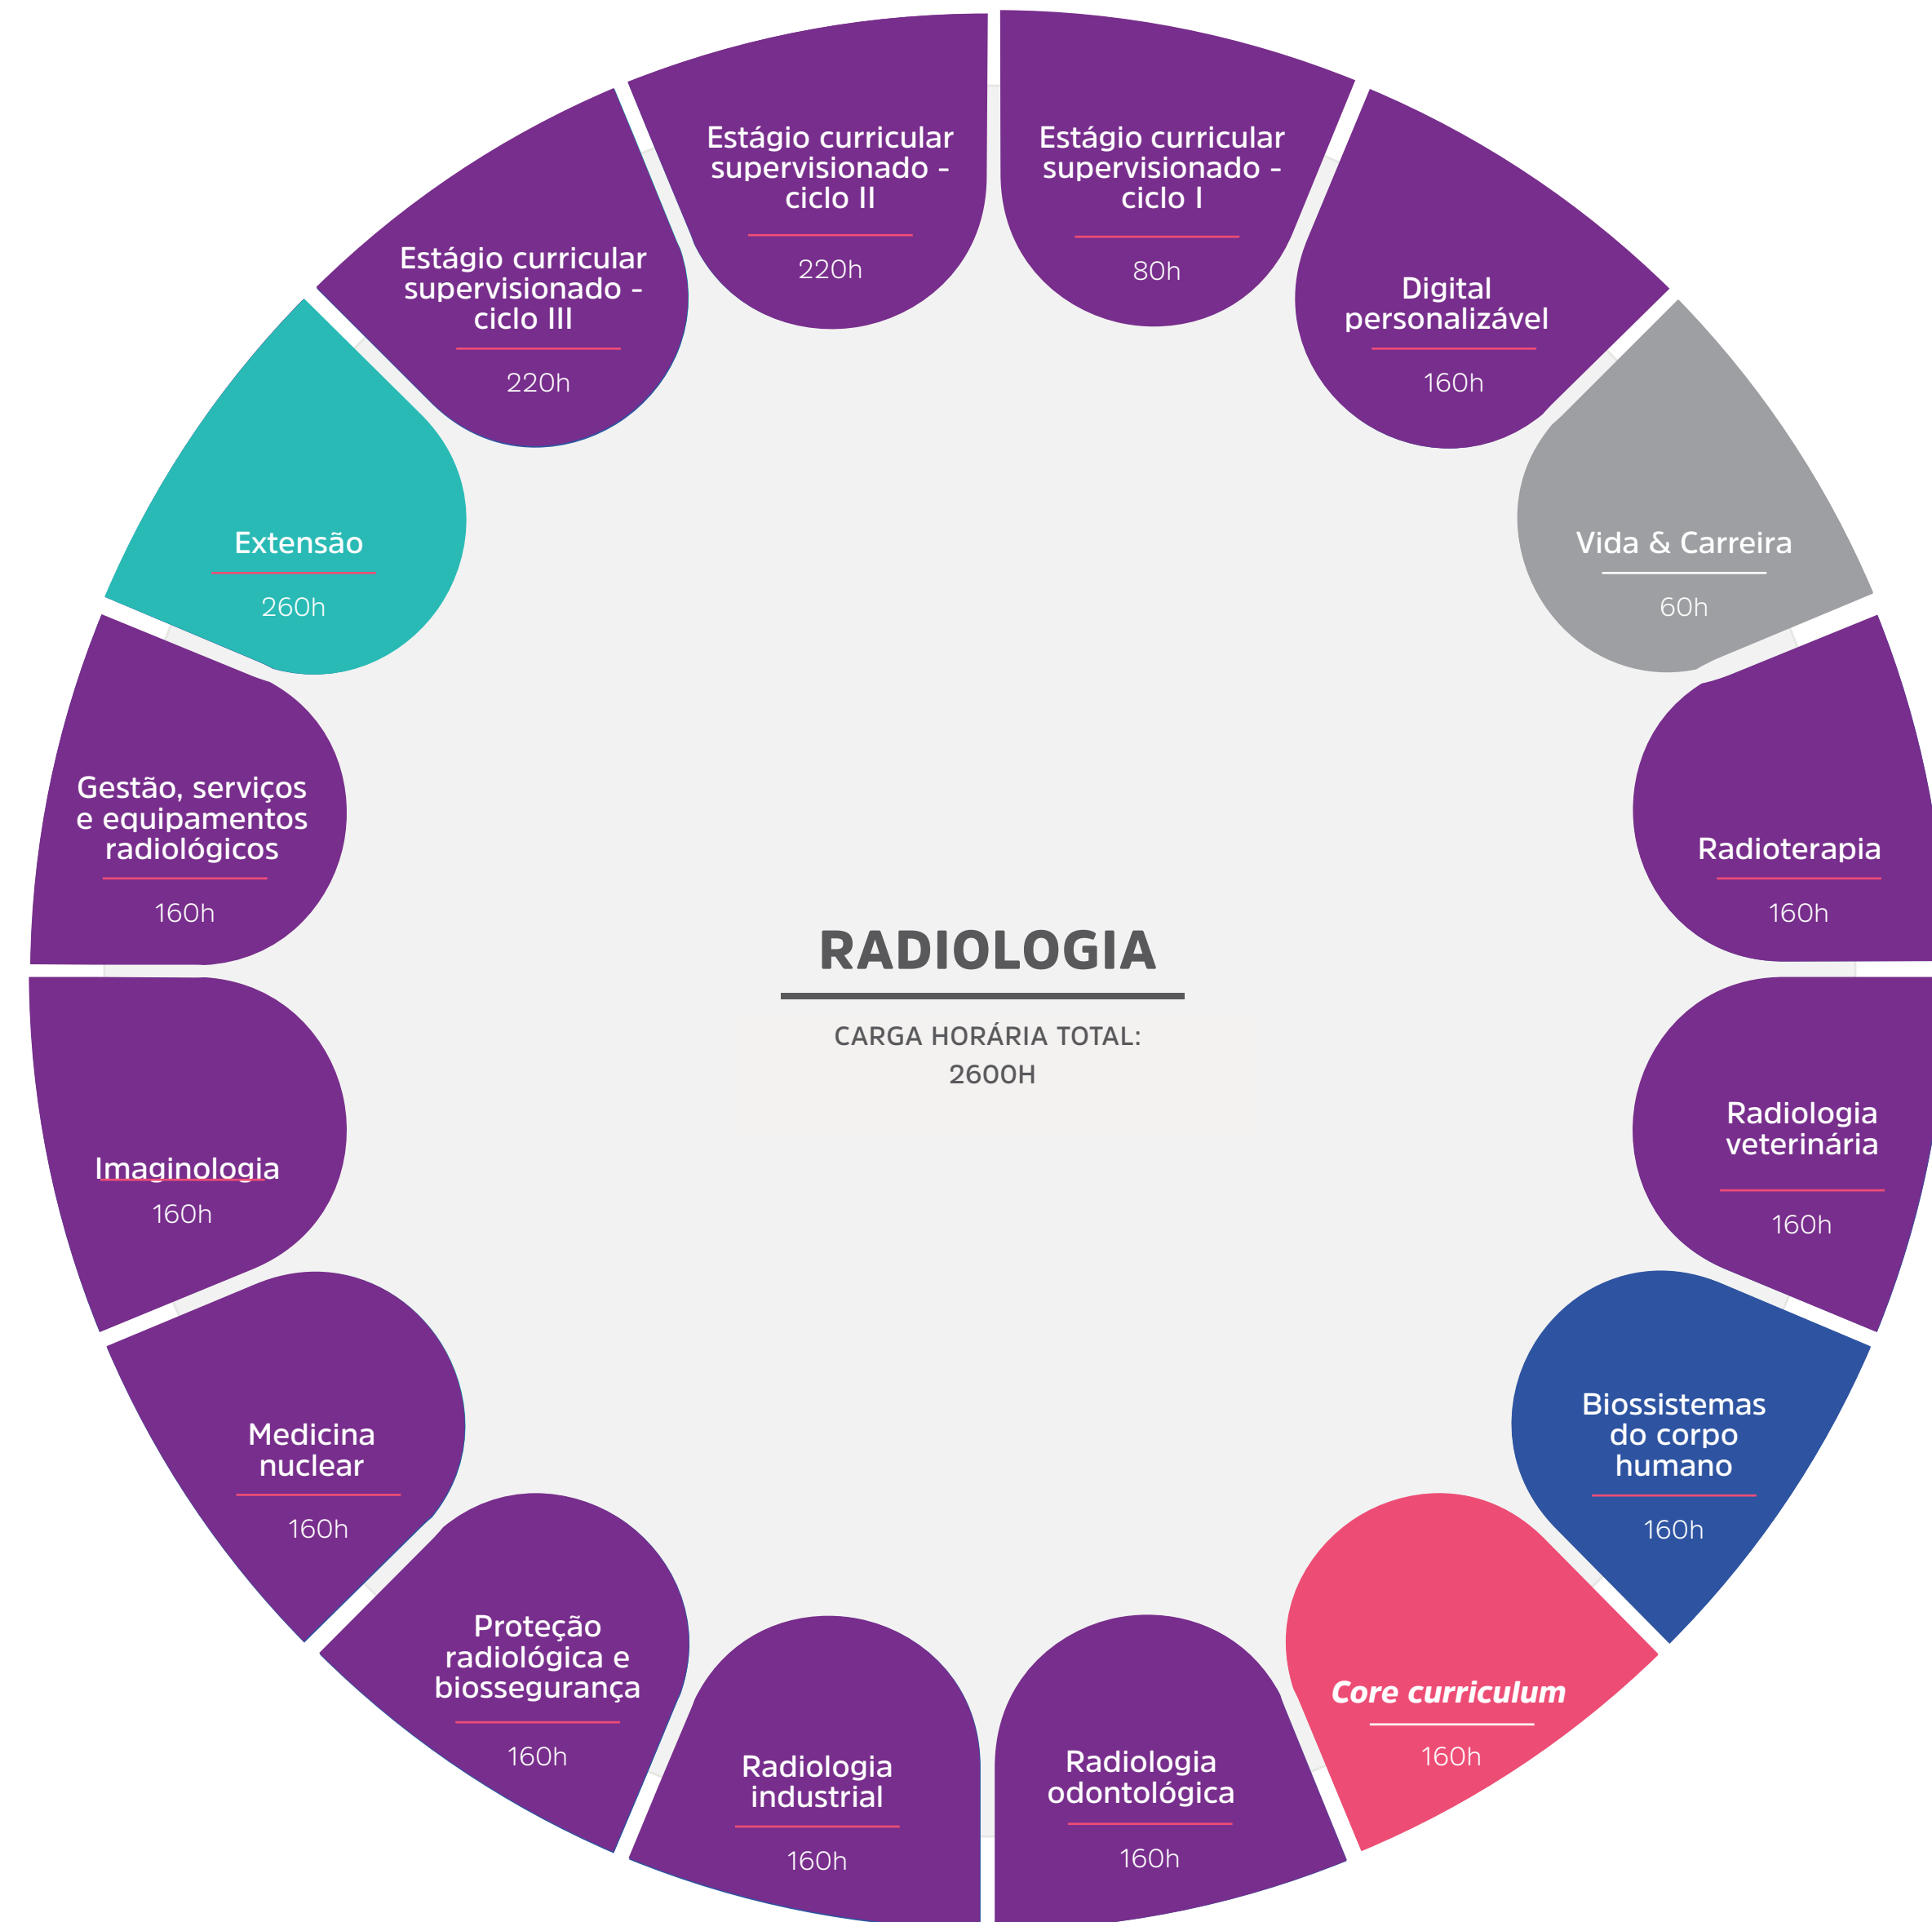 Estágio curricular
supervisionado -
ciclo II
220h
Estágio curricular
supervisionado -
ciclo I
80h
Estágio curricular
supervisionado -
ciclo III
220h
Digital
personalizável
160h
Extensão
260h
Vida & Carreira
60h
Gestão, serviços
e equipamentos
radiológicos
160h
Radioterapia
160h
RADIOLOGIA
CARGA HORÁRIA TOTAL:
2600H
Imaginologia
160h
Radiologia
veterinária
160h
Medicina
nuclear
160h
Biossistemas
do corpo
humano
160h
Proteção
radiológica e
biossegurança
160h
Core curriculum
160h
Radiologia
industrial
160h
Radiologia
odontológica
160h